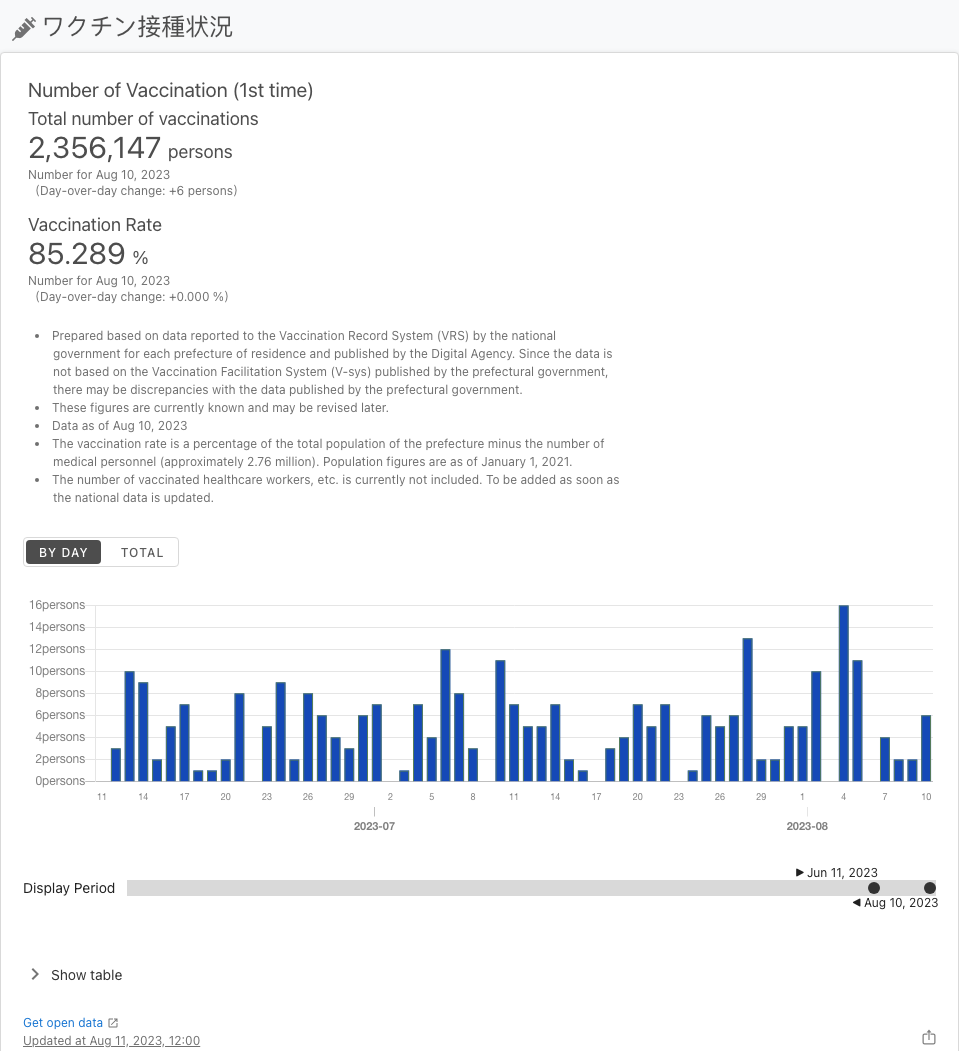 ワクチン接種状況
Number of Vaccination (1st time)
Total number of vaccinations
2,356,147 persons
Number for Aug 10, 2023
(Day-over-day change: +6 persons)
Vaccination Rate
85.289 %
Number for Aug 10, 2023
(Day-over-day change: +0.000 %)
• Prepared based on data reported to the Vaccination Record System (VRS) by the national
government for each prefecture of residence and published by the Digital Agency. Since the data is
not based on the Vaccination Facilitation System (V-sys) published by the prefectural government,
there may be discrepancies with the data published by the prefectural government.
• These figures are currently known and may be revised later.
• Data as of Aug 10, 2023
• The vaccination rate is a percentage of the total population of the prefecture minus the number of
medical personnel (approximately 2.76 million). Population figures are as of January 1, 2021.
• The number of vaccinated healthcare workers, etc. is currently not included. To be added as soon as
the national data is updated.
BY DAY TOTAL
16persons
14persons
12persons
10persons
8persons
6persons
4persons
2persons
0persons
11 14 17 20 23 26 29 2 5 8 11 14 17 20 23 26 29 1 4 7 10
2023-07 2023-08
▶ Jun 11, 2023
Display Period
◀ Aug 10, 2023
Show table
Get open data
Updated at Aug 11, 2023, 12:00